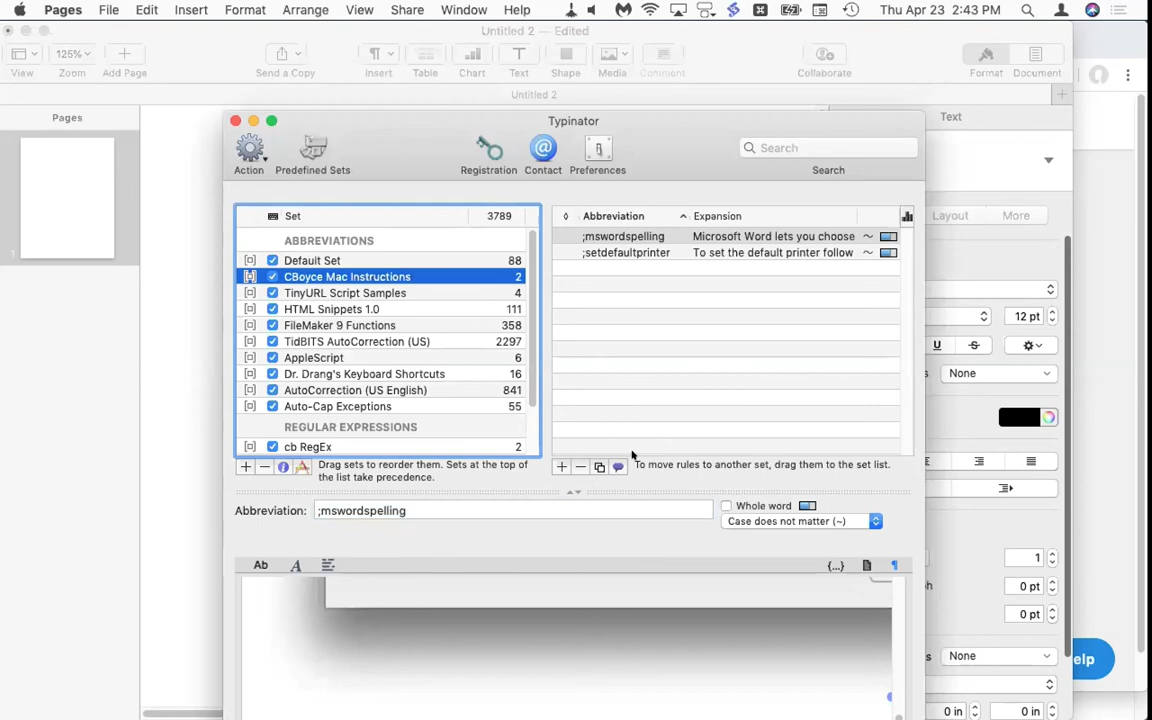 Pages File Edit Insert Format Arrange View Share Window Help Thu Apr 23 2:43 PM
Untitled 2 — Edited
125%
View Zoom Add Page Send a Copy Insert Table Chart Text Shape Media Comment Collaborate Format Document
Untitled 2
Pages
Text
1
Typinator
Action Predefined Sets Registration Contact Preferences Search
Search
Layout More
Set 3789
Abbreviation Expansion
ABBREVIATIONS
;mswordspelling Microsoft Word lets you choose ~
;setdefaultprinter To set the default printer follow ~
Default Set 88
CBoyce Mac Instructions 2
TinyURL Script Samples 4
HTML Snippets 1.0 111
FileMaker 9 Functions 358
TidBITS AutoCorrection (US) 2297
AppleScript 6
Dr. Drang's Keyboard Shortcuts 16
AutoCorrection (US English) 841
Auto-Cap Exceptions 55
REGULAR EXPRESSIONS
cb RegEx 2
12 pt
U S
s None
Drag sets to reorder them. Sets at the top of
the list take precedence.
To move rules to another set, drag them to the set list.
Abbreviation: ;mswordspelling
Whole word
Case does not matter (~)
Ab A {...} ¶
1
ph 0 pt
0 pt
s None
0 in 0 in
elp